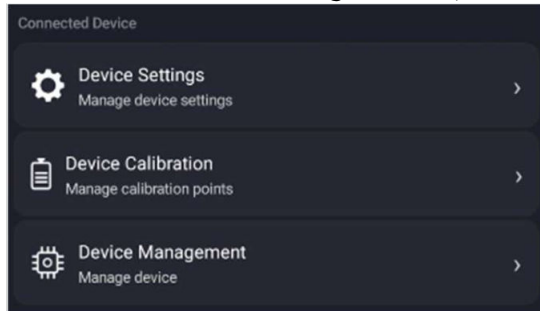 Connected Device
Device Settings
Manage device settings
Device Calibration
Manage calibration points
Device Management
Manage device